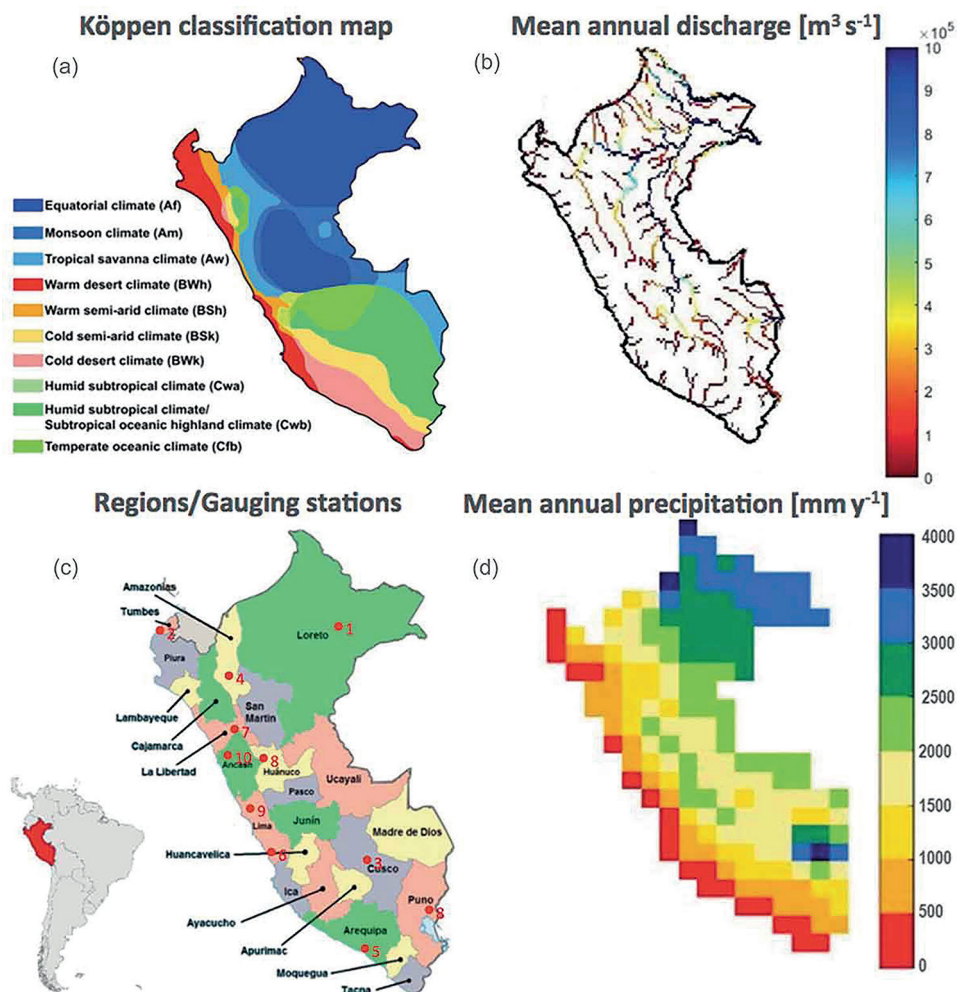 Köppen classification map
(a)
Equatorial climate (Af)
Monsoon climate (Am)
Tropical savanna climate (Aw)
Warm desert climate (BWh)
Warm semi-arid climate (BSh)
Cold semi-arid climate (BSk)
Cold desert climate (BWk)
Humid subtropical climate (Cwa)
Humid subtropical climate/
Subtropical oceanic highland climate (Cwb)
Temperate oceanic climate (Cfb)
Mean annual discharge [m³ s⁻¹]
(b)
×10⁵
10
9
8
7
6
5
4
3
2
1
0
Regions/Gauging stations
(c)
Amazonias
Tumbes
2
Loreto
1
Piura
4
San
Martin
Lambayeque
Cajamarca
7
La Libertad
10
Ancash
8
Huánuco
Ucayali
Pasco
9
Lima
Junín
Madre de Dios
Huancavelica
6
3
Cusco
Ica
Puno
8
Ayacucho
Arequipa
Apurimac
5
Moquegua
Tacna
Mean annual precipitation [mm y⁻¹]
(d)
4000
3500
3000
2500
2000
1500
1000
500
0